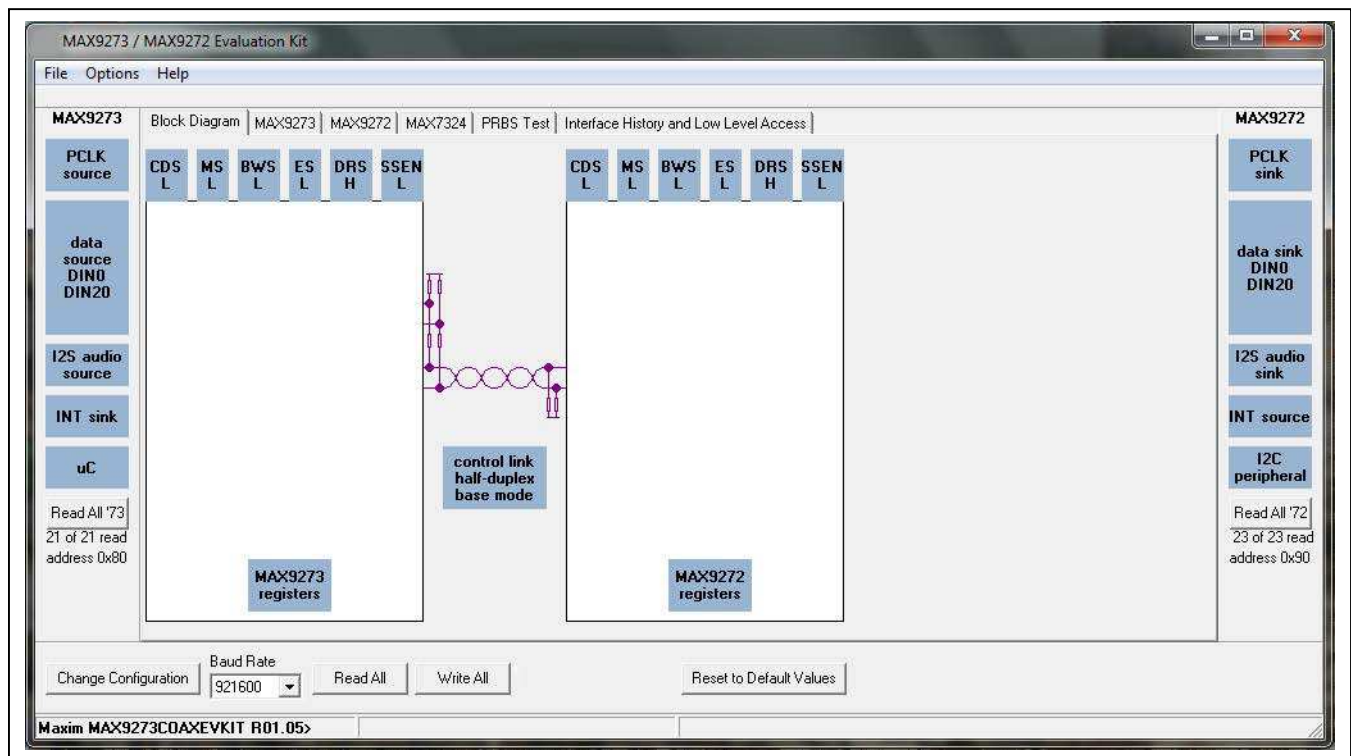 MAX9273 / MAX9272 Evaluation Kit
File Options Help
MAX9273
PCLK
source
data
source
DIN0
DIN20
I2S audio
source
INT sink
uC
Read All '73
21 of 21 read
address 0x80
Block Diagram MAX9273 MAX9272 MAX7324 PRBS Test Interface History and Low Level Access
CDS MS BWS ES DRS SSEN
L L L L H L
CDS MS BWS ES DRS SSEN
L L L L H L
control link
half-duplex
base mode
MAX9273
registers
MAX9272
registers
MAX9272
PCLK
sink
data sink
DIN0
DIN20
I2S audio
sink
INT source
I2C
peripheral
Read All '72
23 of 23 read
address 0x90
Change Configuration
Baud Rate
921600
Read All
Write All
Reset to Default Values
Maxim MAX9273COAXEVKIT R01.05>